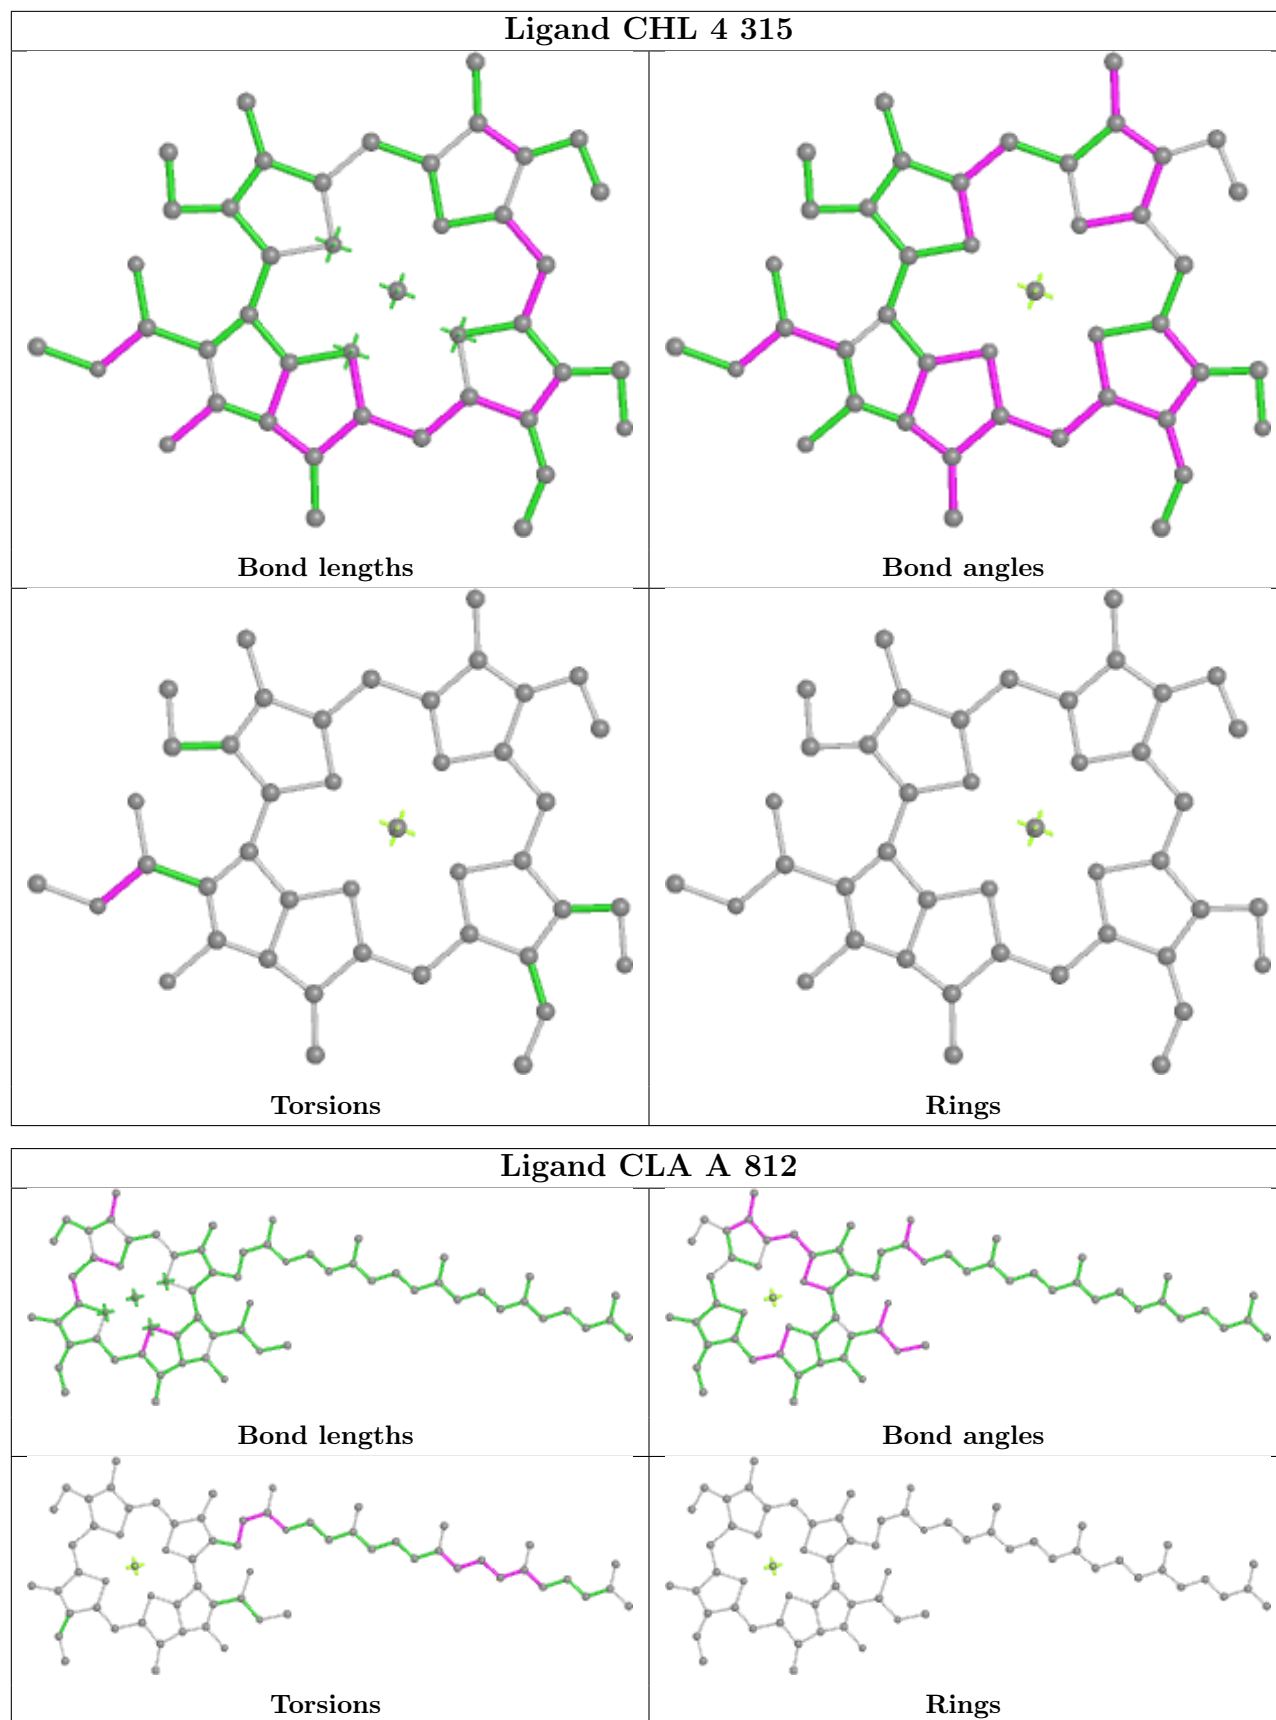 Ligand CHL 4 315
Bond lengths
Bond angles
Torsions
Rings
Ligand CLA A 812
Bond lengths
Bond angles
Torsions
Rings